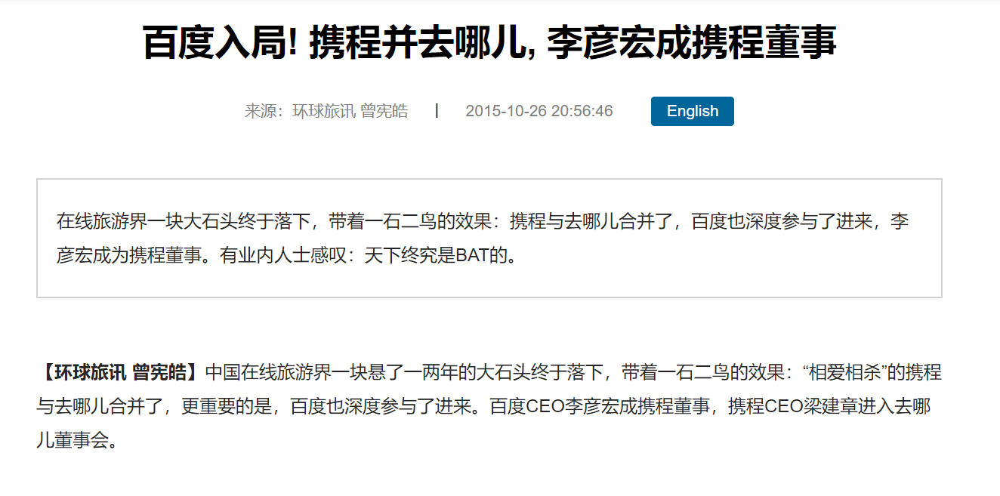 百度入局! 携程并去哪儿, 李彦宏成携程董事
来源：环球旅讯 曾宪皓 | 2015-10-26 20:56:46 English
在线旅游界一块大石头终于落下，带着一石二鸟的效果：携程与去哪儿合并了，百度也深度参与了进来，李
彦宏成为携程董事。有业内人士感叹：天下终究是BAT的。
【环球旅讯 曾宪皓】中国在线旅游界一块悬了一两年的大石头终于落下，带着一石二鸟的效果：“相爱相杀”的携程
与去哪儿合并了，更重要的是，百度也深度参与了进来。百度CEO李彦宏成携程董事，携程CEO梁建章进入去哪
儿董事会。